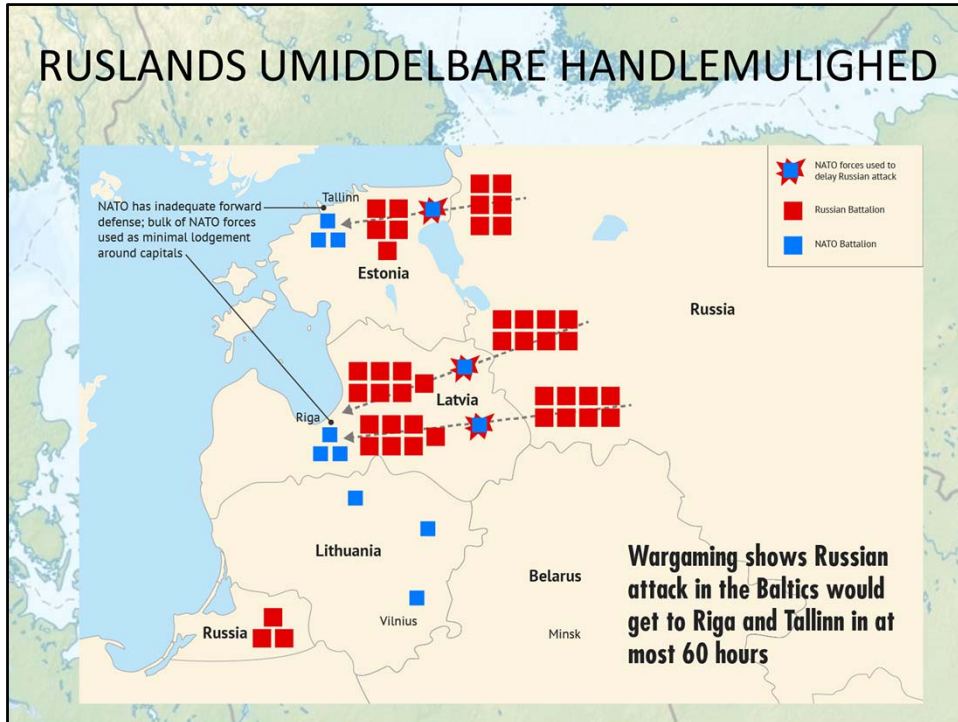 RUSLANDS UMIDDELBARE HANDLEMULIGHED
NATO forces used to
delay Russian attack
Russian Battalion
NATO Battalion
Tallinn
NATO has inadequate forward
defense; bulk of NATO forces
used as minimal lodgement
around capitals
Estonia
Russia
Latvia
Riga
Lithuania
Vilnius
Russia
Belarus
Minsk
Wargaming shows Russian
attack in the Baltics would
get to Riga and Tallinn in at
most 60 hours